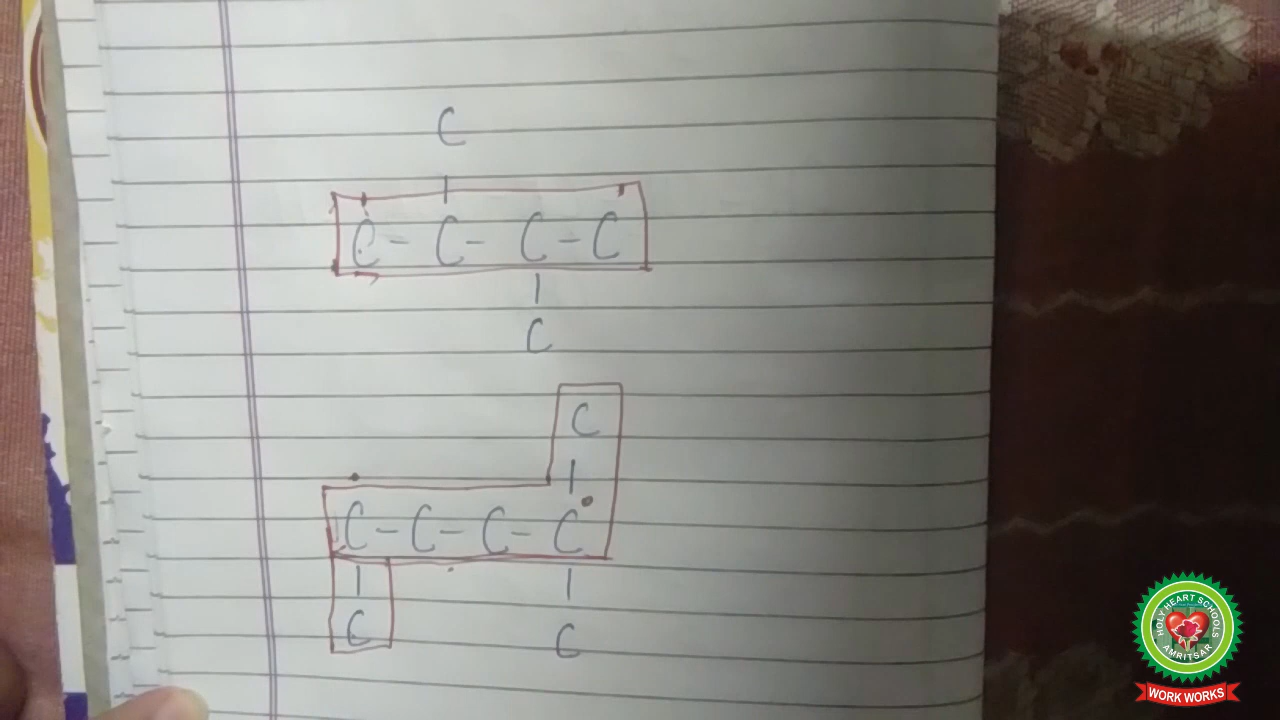 C
|
C - C - C - C
|
C
C
|
C - C - C - C
| |
C C
HOLY HEART SCHOOLS
AMRITSAR
WORK WORKS